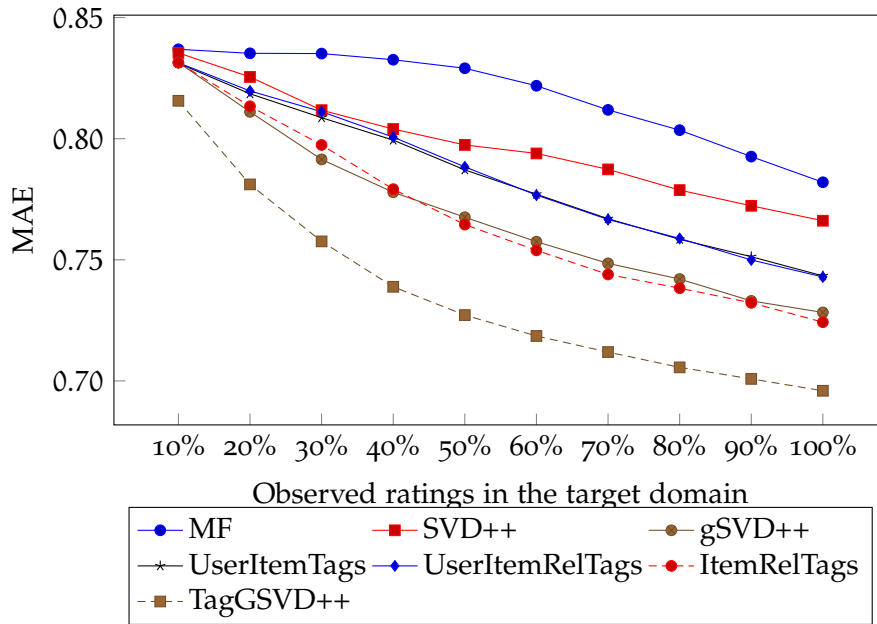 0.85
0.80
0.75
0.70
MAE
10% 20% 30% 40% 50% 60% 70% 80% 90% 100%
Observed ratings in the target domain
MF SVD++ gSVD++
UserItemTags UserItemRelTags ItemRelTags
TagGSVD++